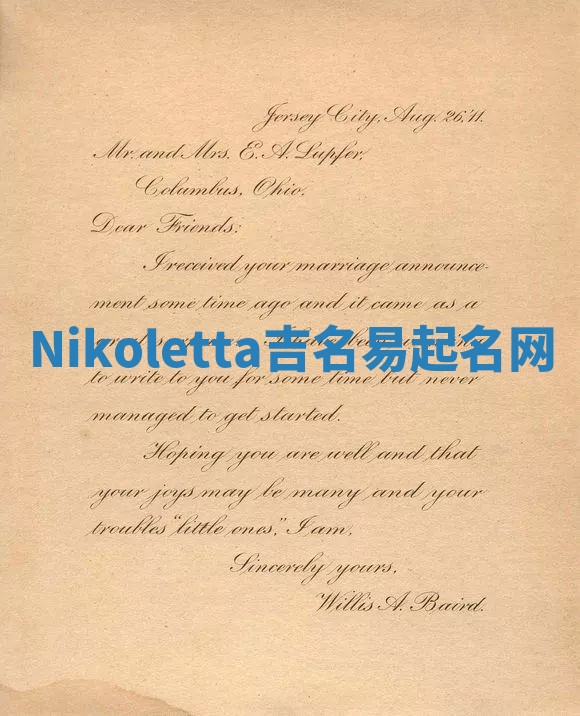 Jersey City, Aug. 26,'11.
Mr. and Mrs. E. A. Lupfer,
Columbus, Ohio.
Dear Friends:
I received your marriage announce-
ment some time ago and it came as a
Nikoletta吉名易起名网
to write to you for some time but never
managed to get started.
Hoping you are well and that
your joys may be many and your
troubles "little ones," I am,
Sincerely yours,
Willis A. Baird.